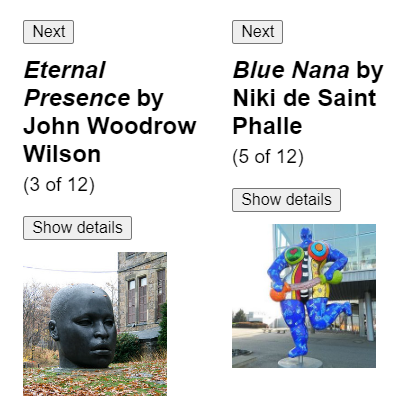 Next
Eternal
Presence by
John Woodrow
Wilson
(3 of 12)
Show details
Next
Blue Nana by
Niki de Saint
Phalle
(5 of 12)
Show details